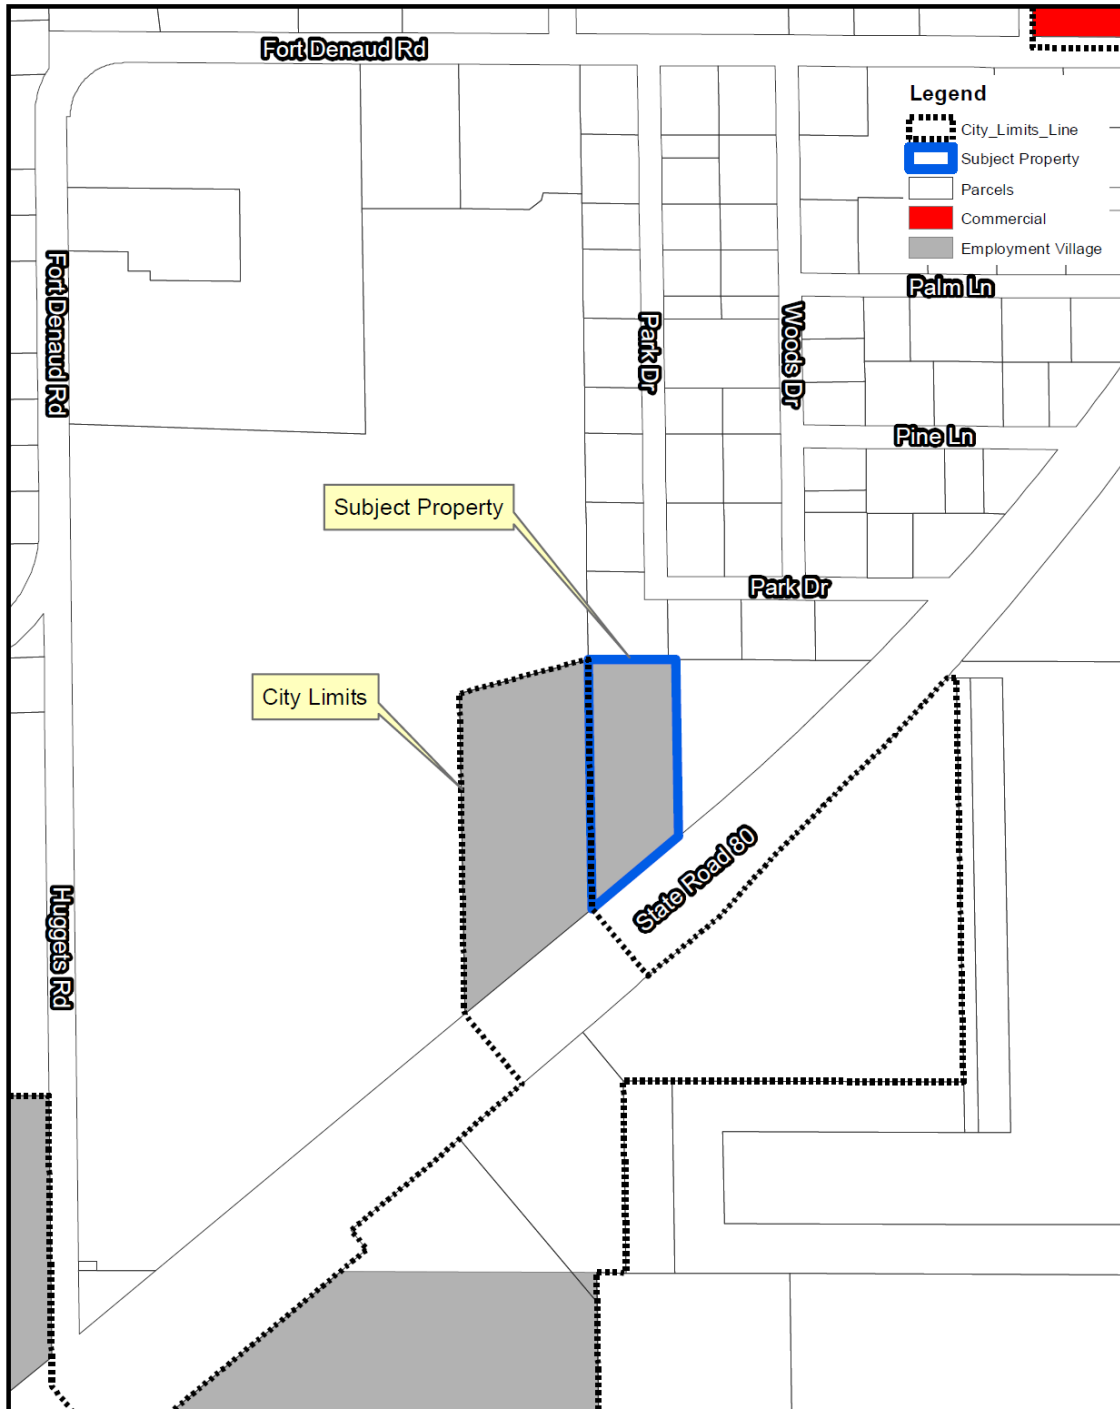 Fort Denaud Rd
Legend
City_Limits_Line
Subject Property
Parcels
Commercial
Employment Village
Fort Denaud Rd
Palm Ln
Park Dr
Woods Dr
Pine Ln
Subject Property
Park Dr
City Limits
State Road 80
Huggets Rd